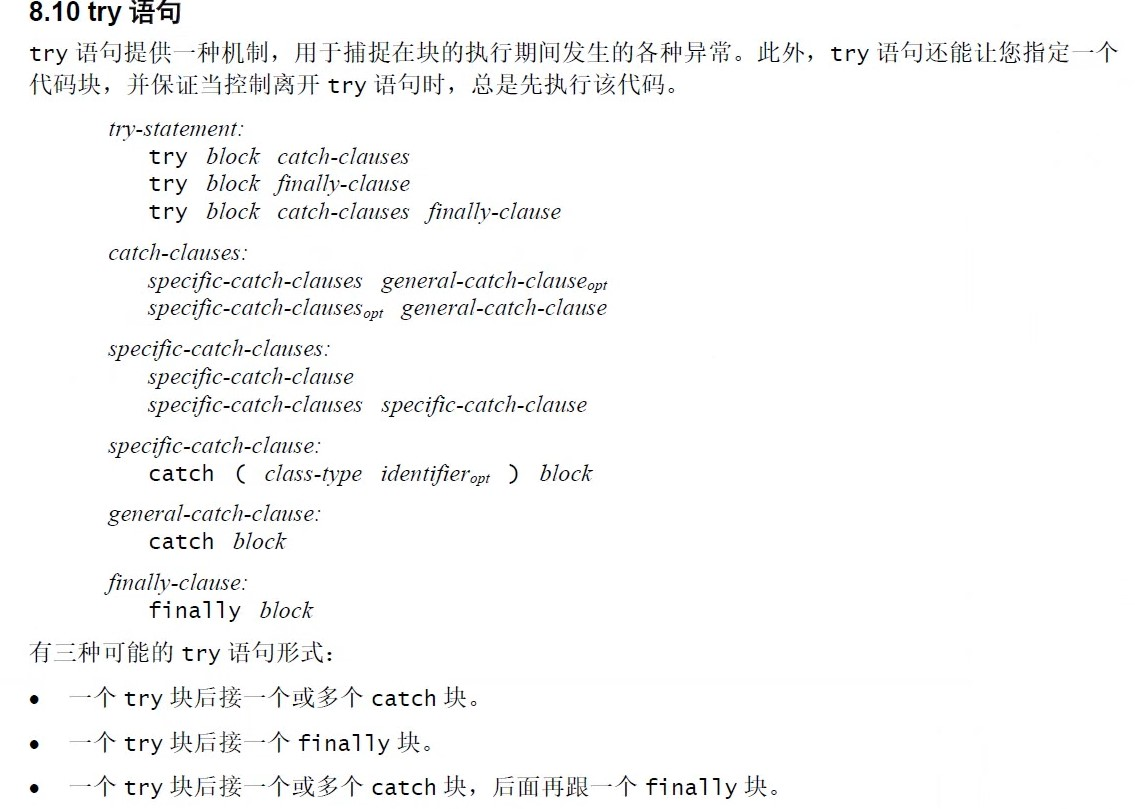 8.10 try 语句
try 语句提供一种机制，用于捕捉在块的执行期间发生的各种异常。此外，try 语句还能让您指定一个
代码块，并保证当控制离开 try 语句时，总是先执行该代码。
try-statement:
try block catch-clauses
try block finally-clause
try block catch-clauses finally-clause
catch-clauses:
specific-catch-clauses general-catch-clauseopt
specific-catch-clausesopt general-catch-clause
specific-catch-clauses:
specific-catch-clause
specific-catch-clauses specific-catch-clause
specific-catch-clause:
catch ( class-type identifieropt ) block
general-catch-clause:
catch block
finally-clause:
finally block
有三种可能的 try 语句形式：
• 一个 try 块后接一个或多个 catch 块。
• 一个 try 块后接一个 finally 块。
• 一个 try 块后接一个或多个 catch 块，后面再跟一个 finally 块。